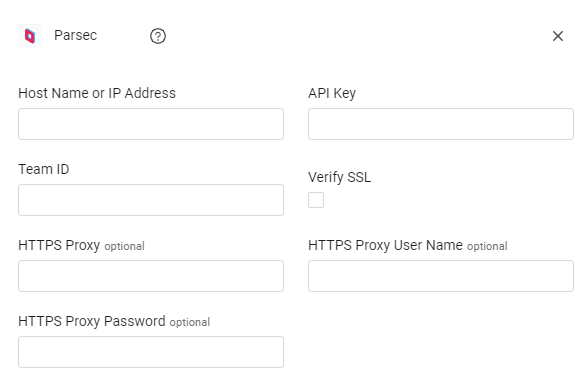 Parsec
Host Name or IP Address
API Key
Team ID
Verify SSL
HTTPS Proxy optional
HTTPS Proxy User Name optional
HTTPS Proxy Password optional